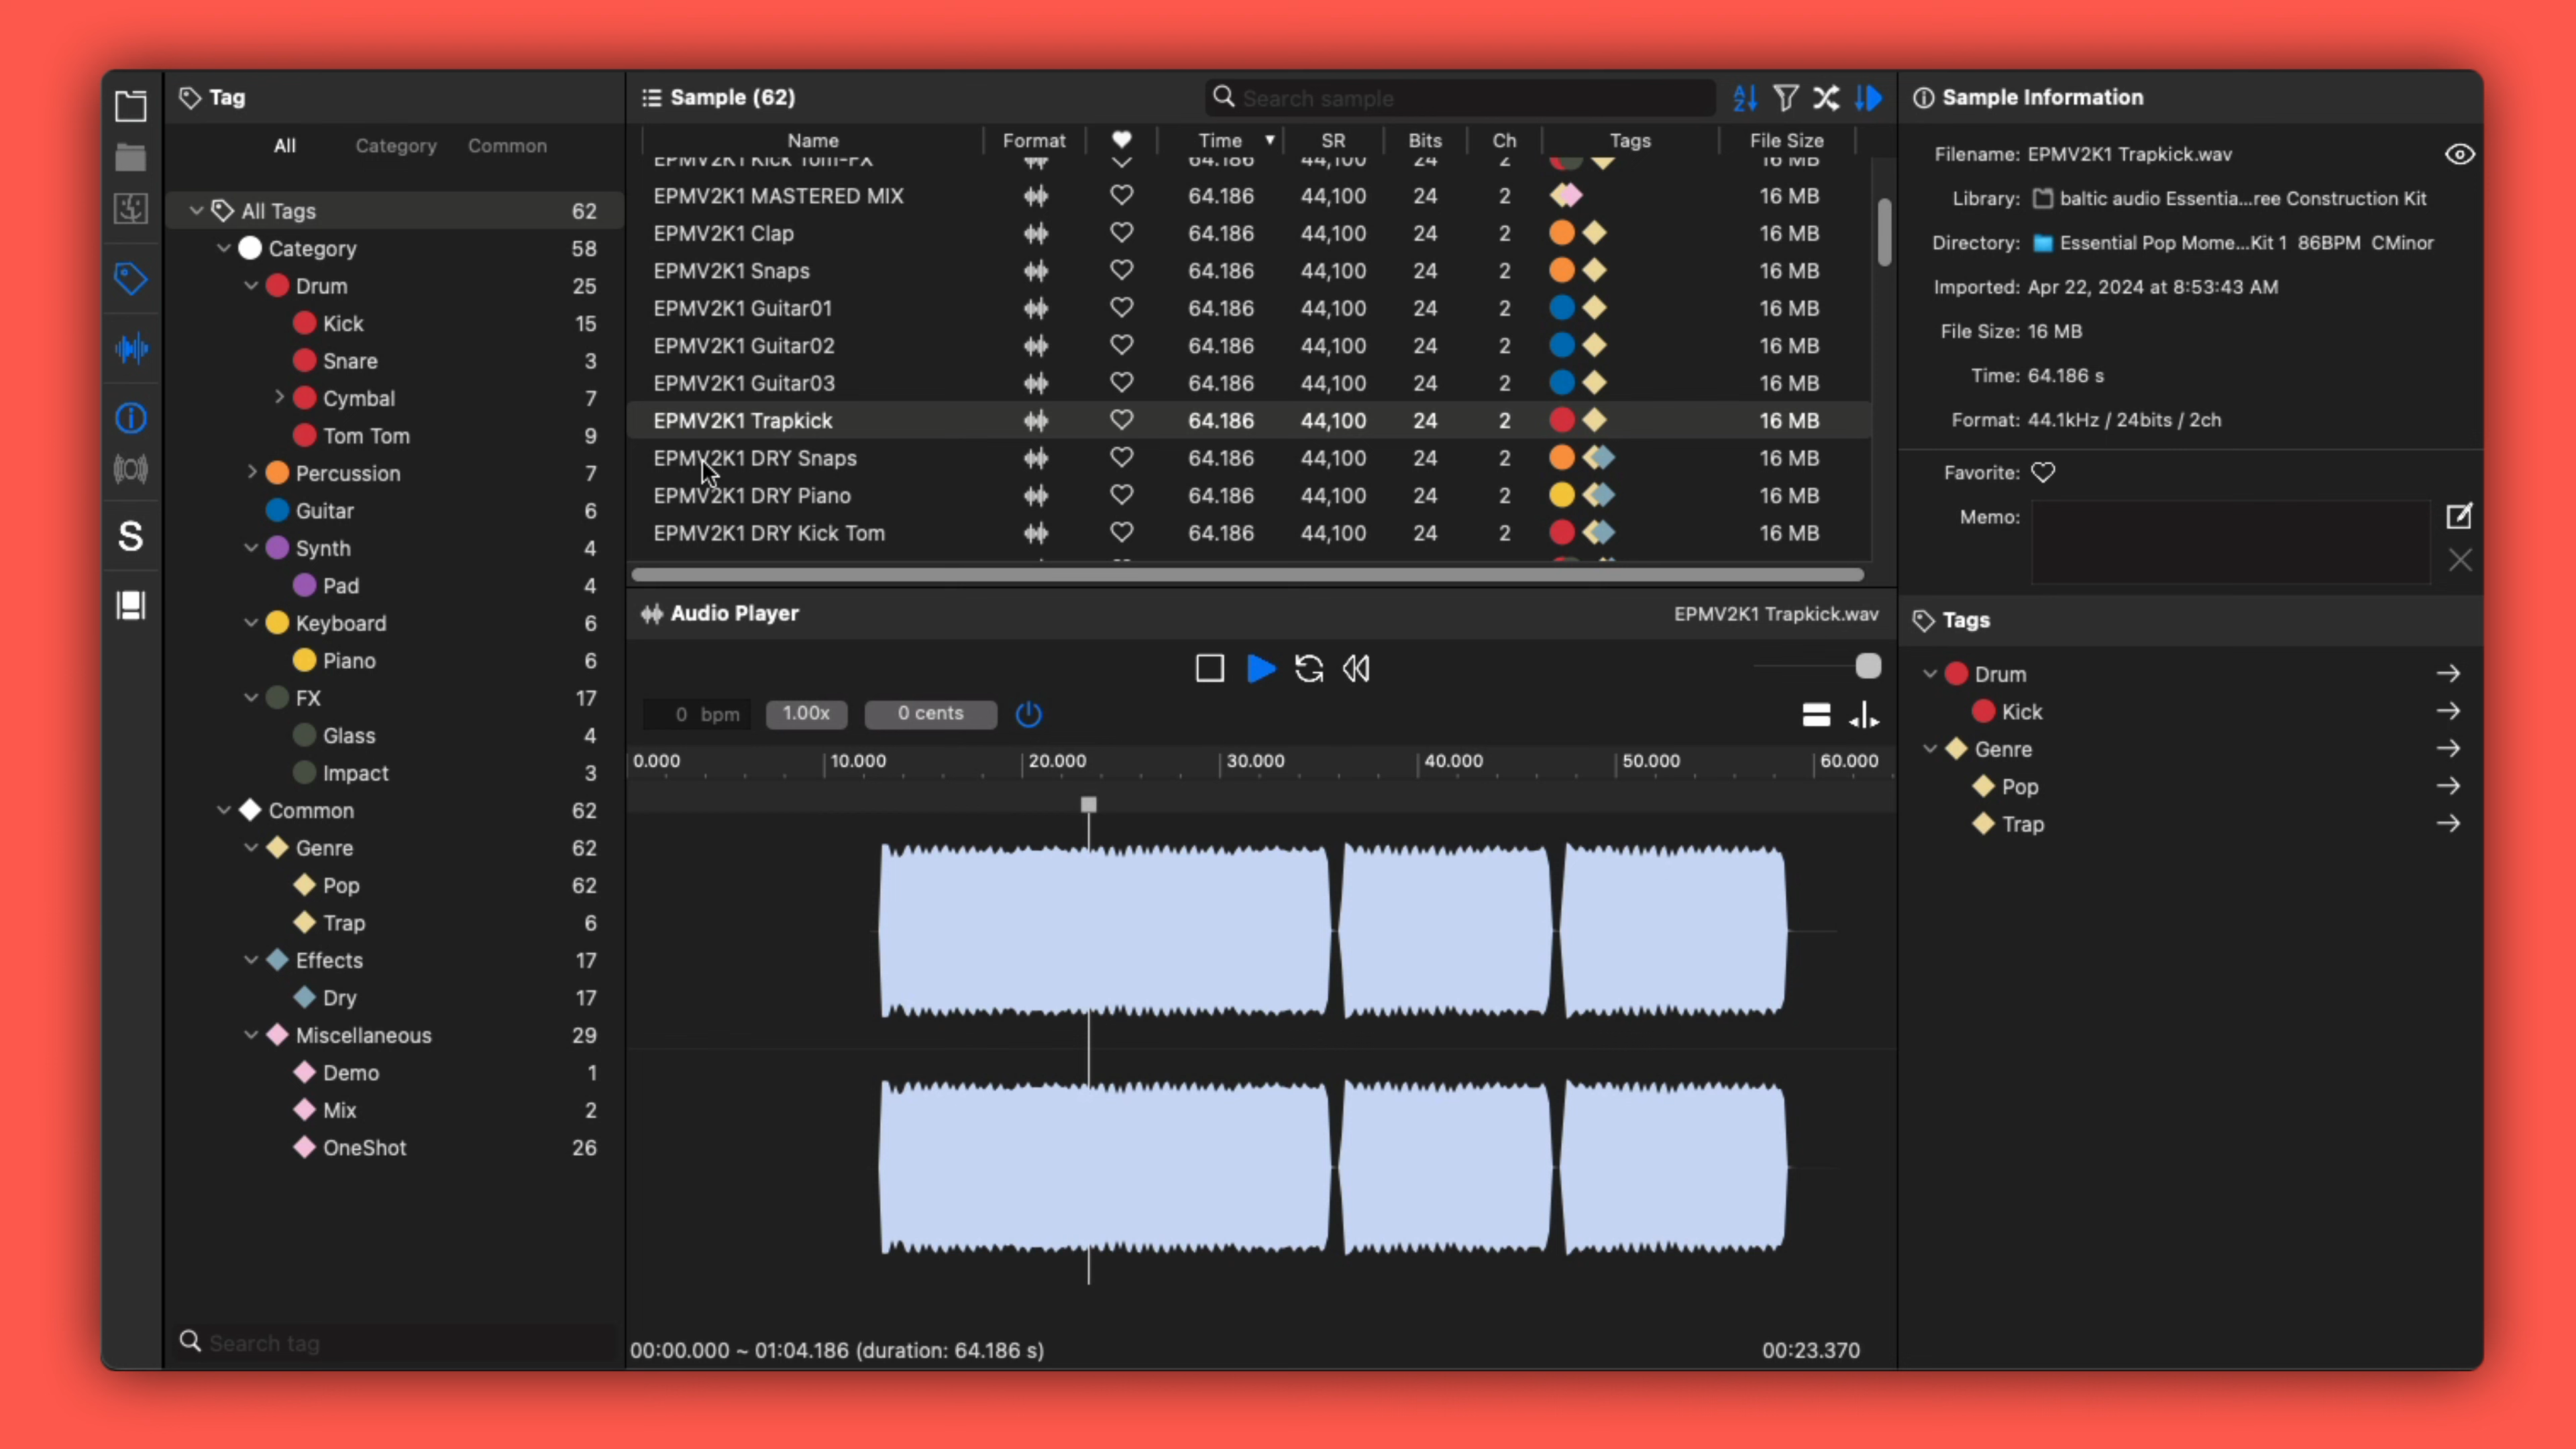 Tag
All Category Common
All Tags 62
Category 58
Drum 25
Kick 15
Snare 3
Cymbal 7
Tom Tom 9
Percussion 7
Guitar 6
Synth 4
Pad 4
Keyboard 6
Piano 6
FX 17
Glass 4
Impact 3
Common 62
Genre 62
Pop 62
Trap 6
Effects 17
Dry 17
Miscellaneous 29
Demo 1
Mix 2
OneShot 26
Search tag
S
Sample (62) Search sample
Name Format Time SR Bits Ch Tags File Size
EPMV2K1 Kick Tom-FX 64.186 44,100 24 2 16 MB
EPMV2K1 MASTERED MIX 64.186 44,100 24 2 16 MB
EPMV2K1 Clap 64.186 44,100 24 2 16 MB
EPMV2K1 Snaps 64.186 44,100 24 2 16 MB
EPMV2K1 Guitar01 64.186 44,100 24 2 16 MB
EPMV2K1 Guitar02 64.186 44,100 24 2 16 MB
EPMV2K1 Guitar03 64.186 44,100 24 2 16 MB
EPMV2K1 Trapkick 64.186 44,100 24 2 16 MB
EPMV2K1 DRY Snaps 64.186 44,100 24 2 16 MB
EPMV2K1 DRY Piano 64.186 44,100 24 2 16 MB
EPMV2K1 DRY Kick Tom 64.186 44,100 24 2 16 MB
Audio Player EPMV2K1 Trapkick.wav
0 bpm 1.00x 0 cents
0.000 10.000 20.000 30.000 40.000 50.000 60.000
00:00.000 ~ 01:04.186 (duration: 64.186 s) 00:23.370
Sample Information
Filename: EPMV2K1 Trapkick.wav
Library: baltic audio Essentia...ree Construction Kit
Directory: Essential Pop Mome...Kit 1 86BPM CMinor
Imported: Apr 22, 2024 at 8:53:43 AM
File Size: 16 MB
Time: 64.186 s
Format: 44.1kHz / 24bits / 2ch
Favorite:
Memo:
Tags
Drum
Kick
Genre
Pop
Trap